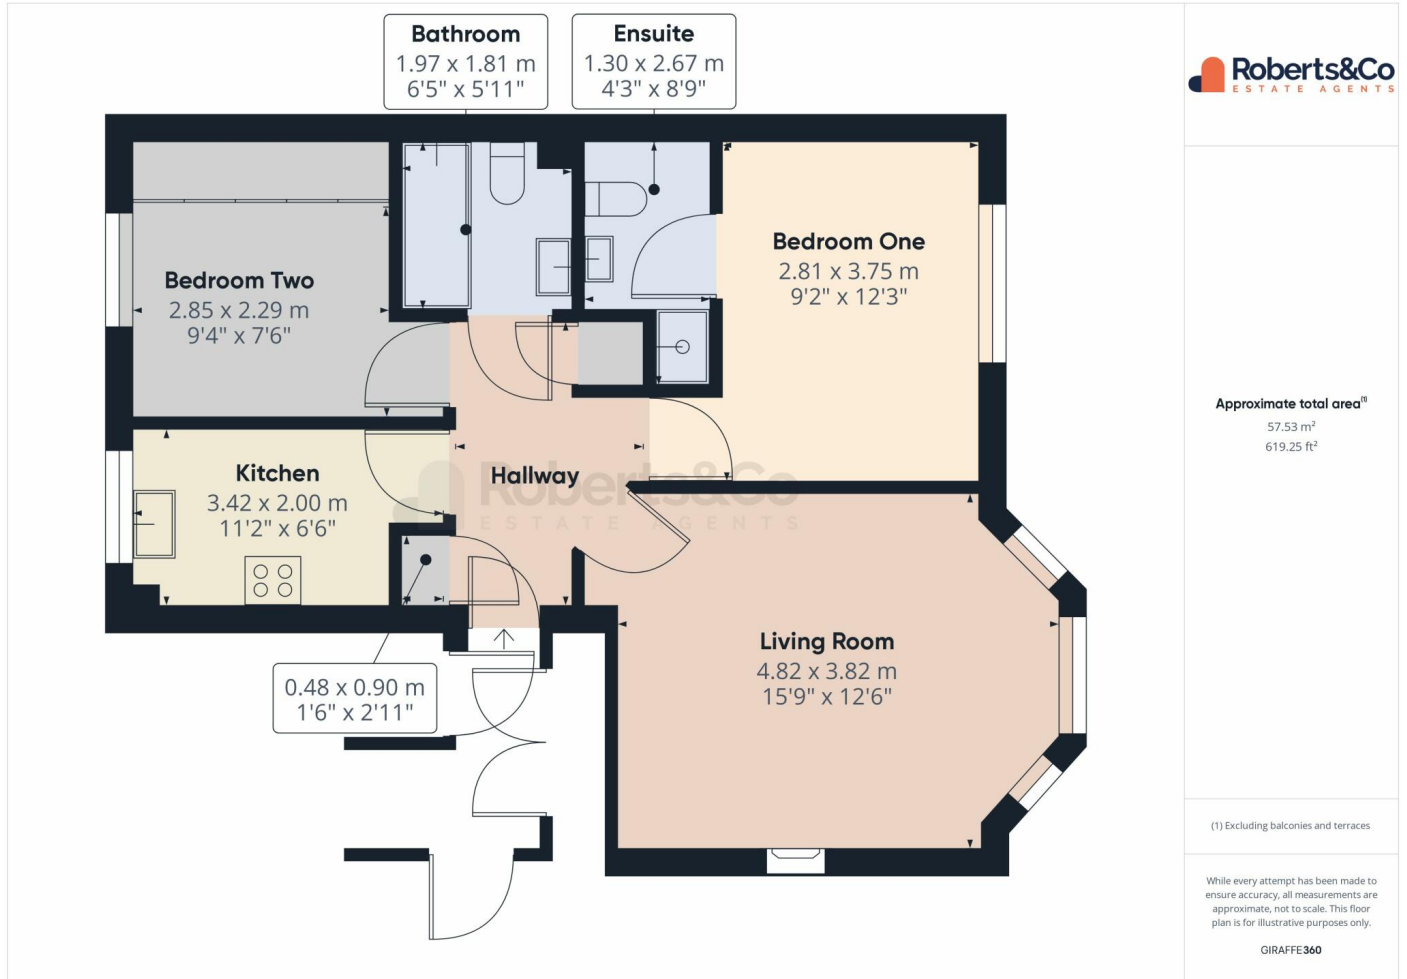 Bathroom
1.97 x 1.81 m
6'5" x 5'11"
Ensuite
1.30 x 2.67 m
4'3" x 8'9"
Roberts&Co
ESTATE AGENTS
Bedroom One
2.81 x 3.75 m
9'2" x 12'3"
Bedroom Two
2.85 x 2.29 m
9'4" x 7'6"
Kitchen
3.42 x 2.00 m
11'2" x 6'6"
Hallway
Roberts&Co
ESTATE AGENTS
Living Room
4.82 x 3.82 m
15'9" x 12'6"
0.48 x 0.90 m
1'6" x 2'11"
Approximate total area(1)
57.53 m²
619.25 ft²
(1) Excluding balconies and terraces
While every attempt has been made to
ensure accuracy, all measurements are
approximate, not to scale. This floor
plan is for illustrative purposes only.
GIRAFFE360